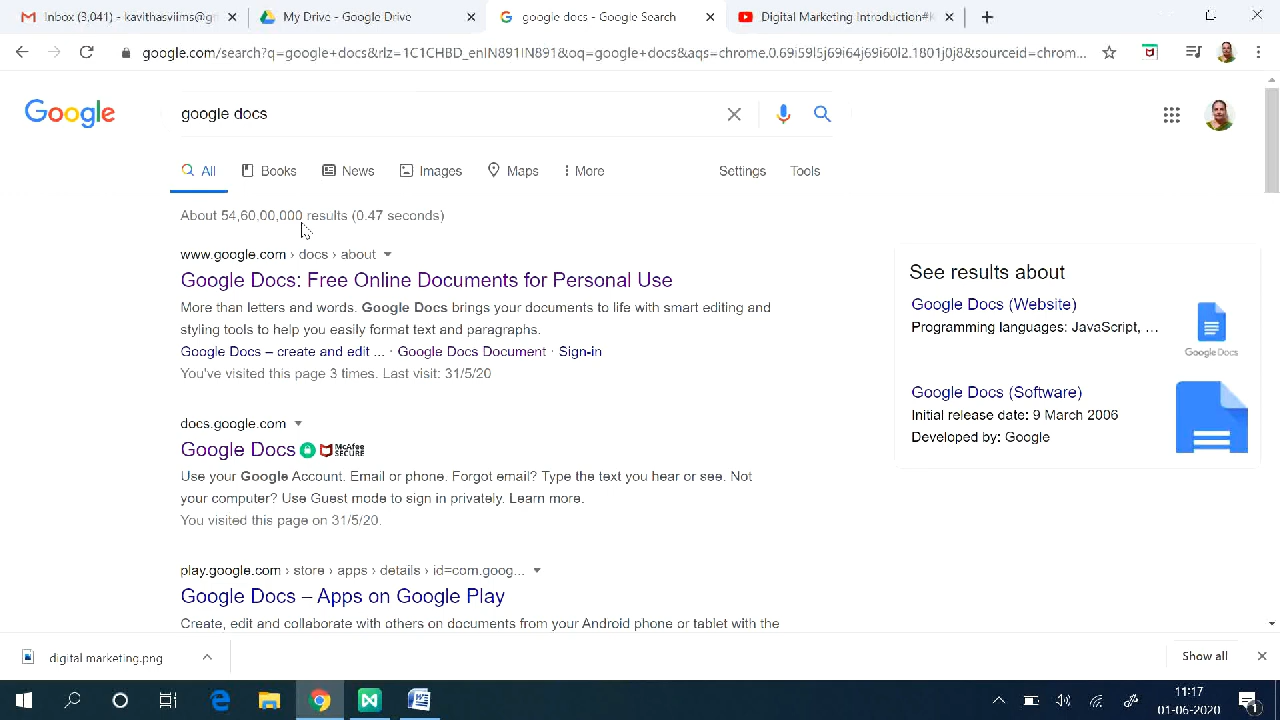 Inbox (3,041) - kavithasviims@gm
My Drive - Google Drive
google docs - Google Search
Digital Marketing Introduction#k
google.com/search?q=google+docs&rlz=1C1CHBD_enIN891IN891&oq=google+docs&aqs=chrome.0.69i59l5j69i64j69i60l2.1801j0j8&sourceid=chrom...
Google
google docs
All
Books
News
Images
Maps
More
Settings
Tools
About 54,60,00,000 results (0.47 seconds)
www.google.com › docs › about
Google Docs: Free Online Documents for Personal Use
More than letters and words. Google Docs brings your documents to life with smart editing and
styling tools to help you easily format text and paragraphs.
Google Docs – create and edit ... · Google Docs Document · Sign-in
You've visited this page 3 times. Last visit: 31/5/20
docs.google.com
Google Docs McAfee SECURE
Use your Google Account. Email or phone. Forgot email? Type the text you hear or see. Not
your computer? Use Guest mode to sign in privately. Learn more.
You visited this page on 31/5/20.
play.google.com › store › apps › details › id=com.goog...
Google Docs – Apps on Google Play
Create, edit and collaborate with others on documents from your Android phone or tablet with the
See results about
Google Docs (Website)
Programming languages: JavaScript, ...
Google Docs
Google Docs (Software)
Initial release date: 9 March 2006
Developed by: Google
digital marketing.png
Show all
11:17
01-06-2020
1